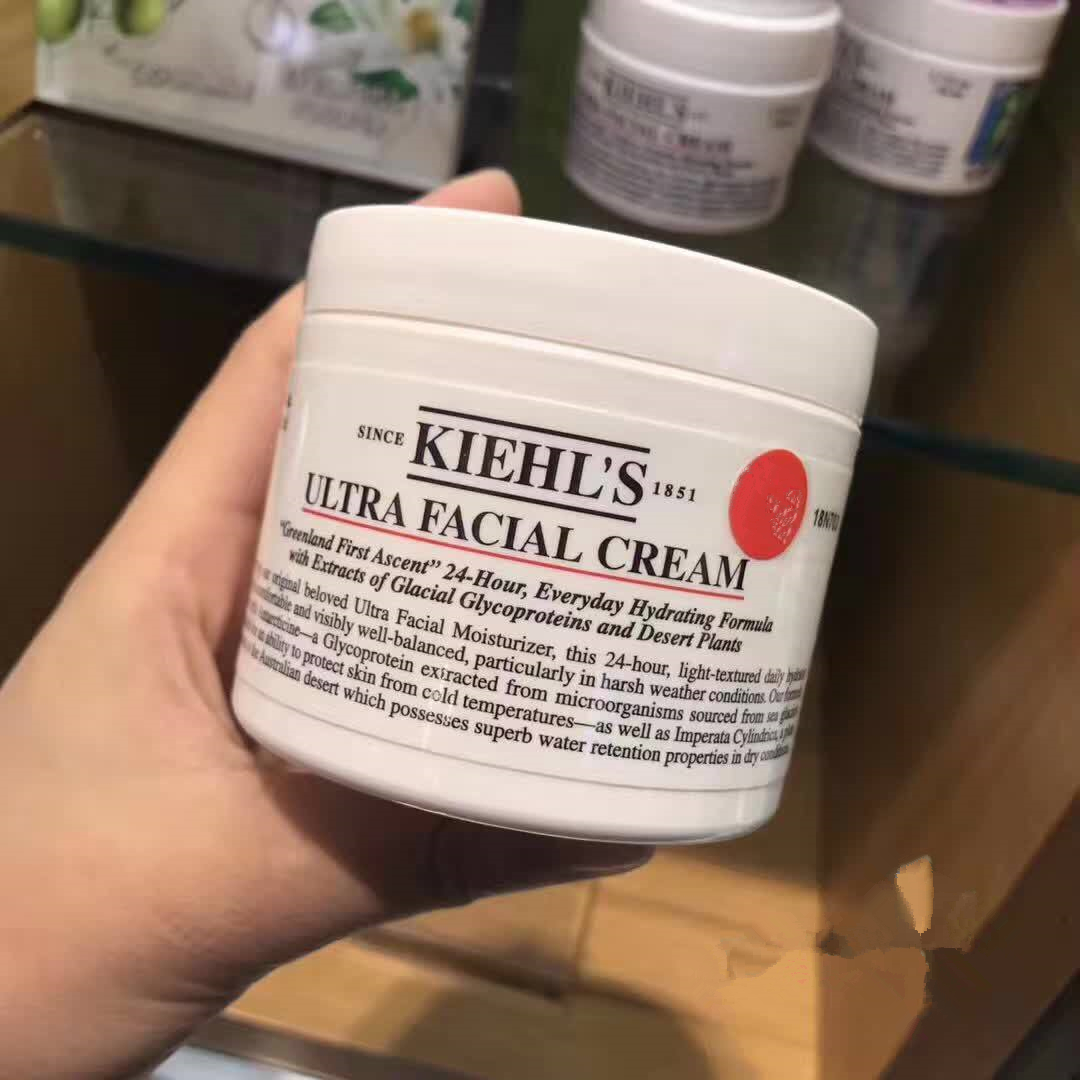 KIEHL'S
SINCE KIEHL'S 1851
ULTRA FACIAL CREAM
"Greenland First Ascent" 24-Hour, Everyday Hydrating Formula
with Extracts of Glacial Glycoproteins and Desert Plants
original beloved Ultra Facial Moisturizer, this 24-hour, light-textured daily
and visibly well-balanced, particularly in harsh weather conditions. Our
a Glycoprotein extracted from microorganisms sourced from sea
ability to protect skin from cold temperatures—as well as Imperata Cylindrica, a
Australian desert which possesses superb water retention properties in dry